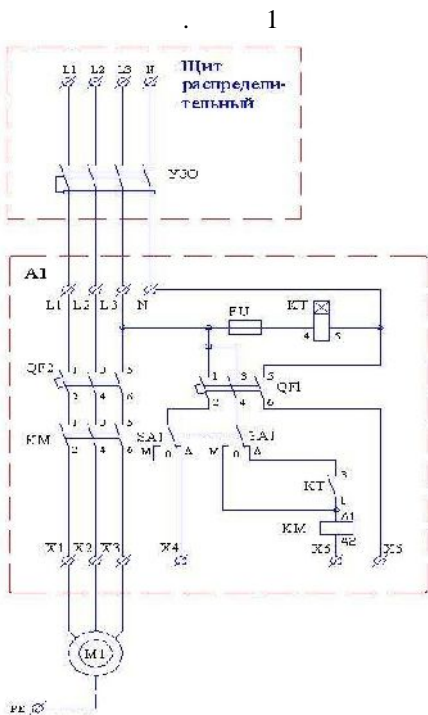 . 1
L1 L2 L3 N
Щит
распредели-
тельный
УЗО
A1
L1 L2 L3 N
FU
KT
4 5
QF2
1 3 5
2 4 6
1 3 5
QF1
2 4 6
KM
1 3 5
2 4 6
SA1
M 0 A
SA1
M 0 A
KT
3
1
KM
A1
A2
X1 X2 X3 X4 X5 X5
M1
PE